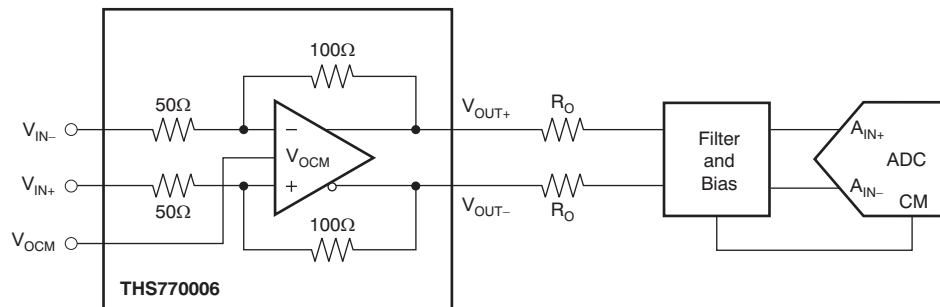 100Ω
50Ω
V_IN−
−
V_OCM
V_IN+
+
50Ω
100Ω
V_OCM
THS770006
V_OUT+
R_O
V_OUT−
R_O
Filter
and
Bias
A_IN+
ADC
A_IN−
CM